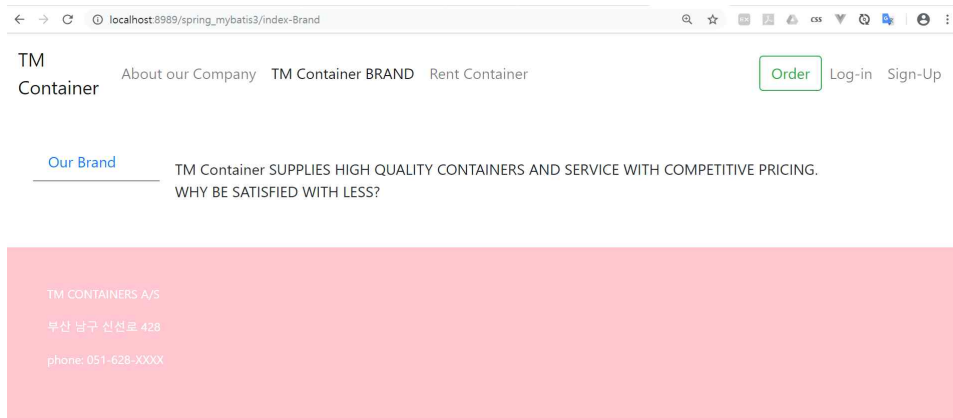 localhost:8989/spring_mybatis3/index-Brand
CSS
TM
Container
About our Company TM Container BRAND Rent Container
Order Log-in Sign-Up
Our Brand
TM Container SUPPLIES HIGH QUALITY CONTAINERS AND SERVICE WITH COMPETITIVE PRICING.
WHY BE SATISFIED WITH LESS?
TM CONTAINERS A/S
부산 남구 신선로 428
phone: 051-628-XXXX